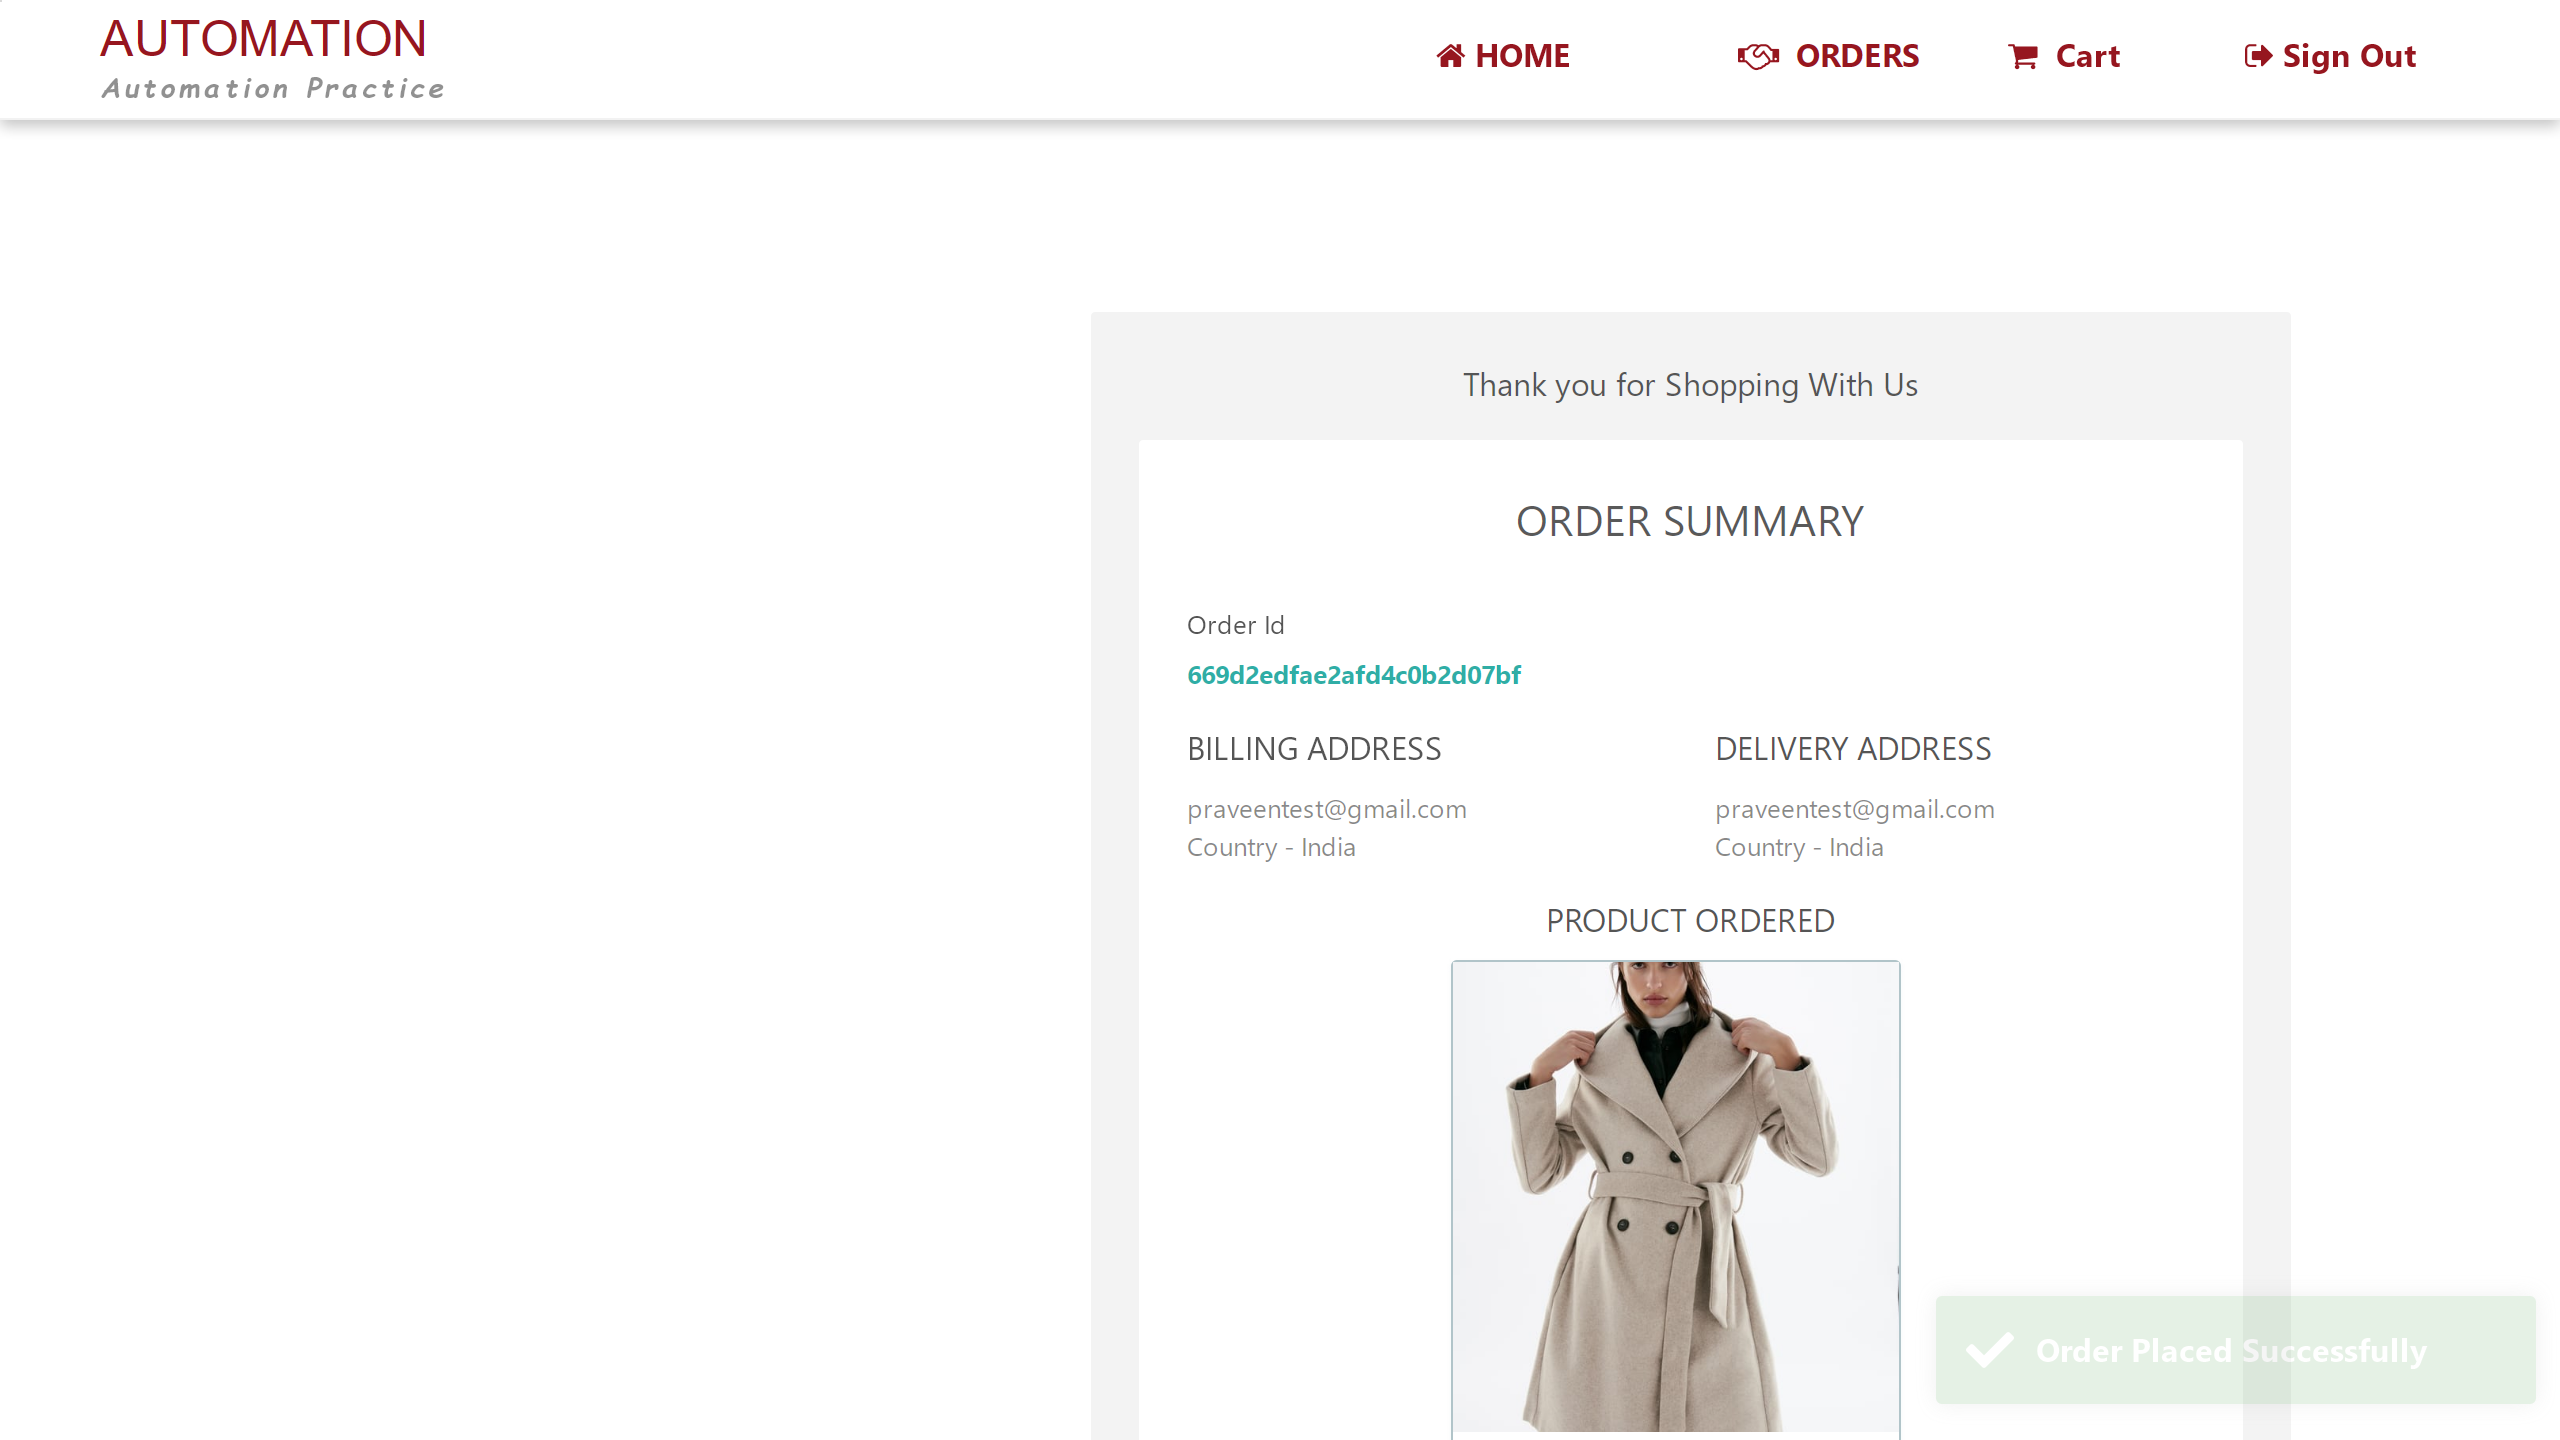 AUTOMATION
Automation Practice
HOME
ORDERS
Cart
Sign Out
Thank you for Shopping With Us
ORDER SUMMARY
Order Id
669d2edfae2afd4c0b2d07bf
BILLING ADDRESS
praveentest@gmail.com
Country - India
DELIVERY ADDRESS
praveentest@gmail.com
Country - India
PRODUCT ORDERED
Order Placed Successfully